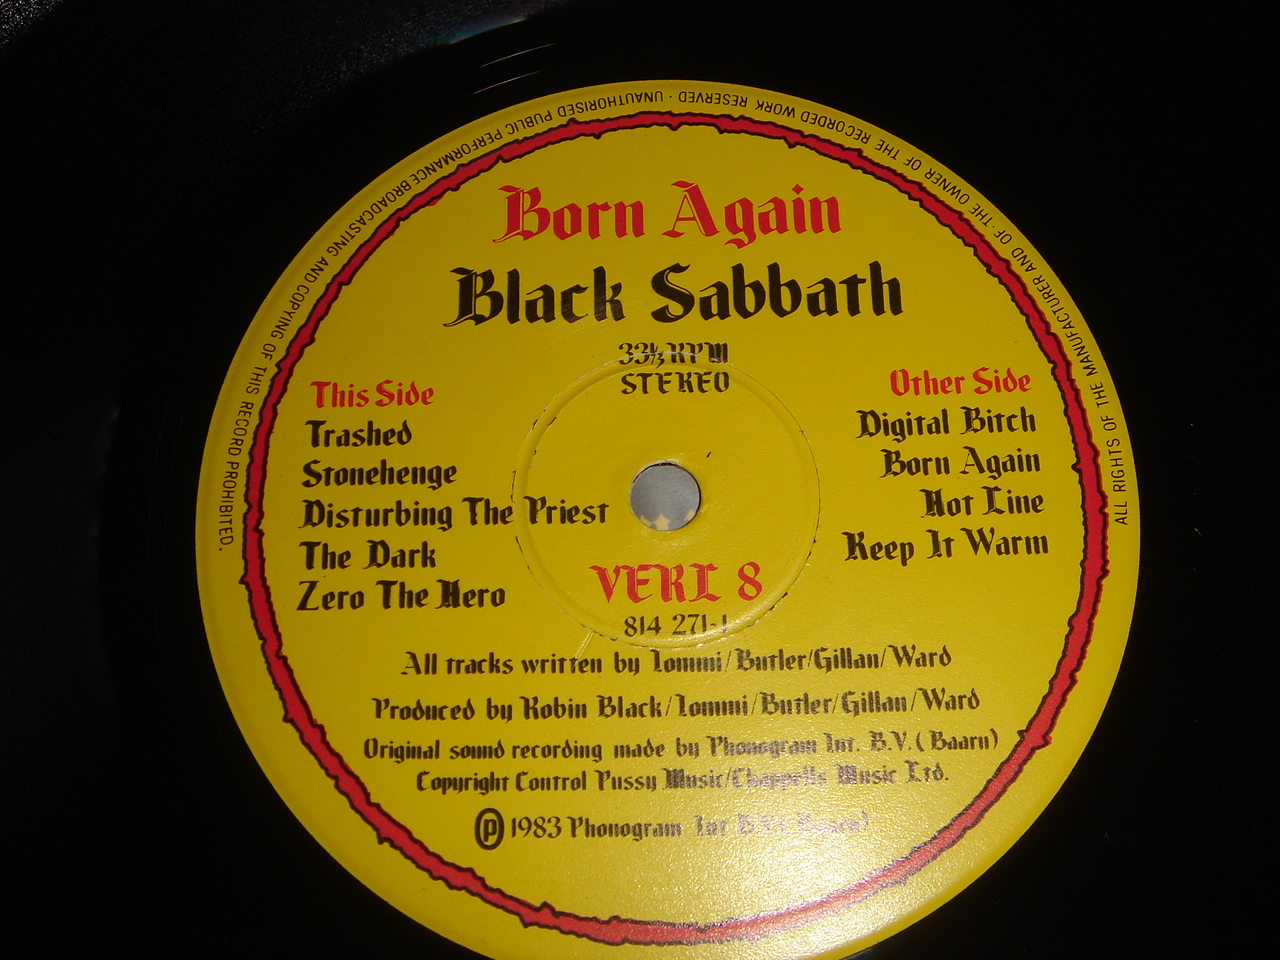 Born Again
Black Sabbath
33⅓ RPM
STEREO
This Side
Trashed
Stonehenge
Disturbing The Priest
The Dark
Zero The Hero
Other Side
Digital Bitch
Born Again
Hot Line
Keep It Warm
VERL 8
814 271-1
All tracks written by Iommi/Butler/Gillan/Ward
Produced by Robin Black/Iommi/Butler/Gillan/Ward
Original sound recording made by Phonogram Int. B.V. (Baarn)
Copyright Control Pussy Music/Chappells Music Ltd.
℗ 1983 Phonogram Int B.V. (Baarn)
ALL RIGHTS OF THE MANUFACTURER AND OF THE OWNER OF THE RECORDED WORK RESERVED · UNAUTHORISED PUBLIC PERFORMANCE BROADCASTING AND COPYING OF THIS RECORD PROHIBITED.